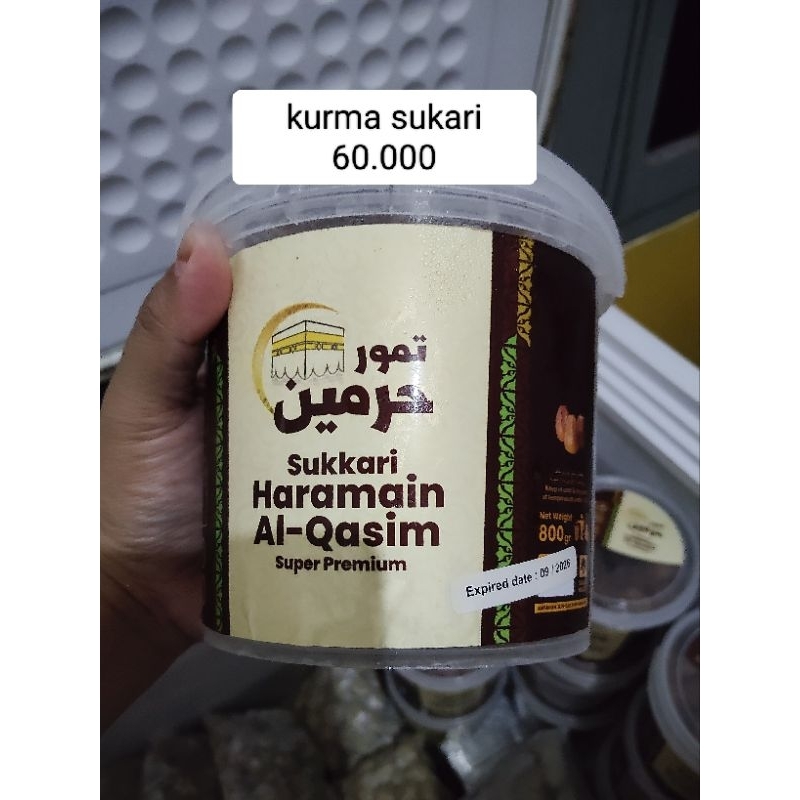 kurma sukari
60.000
تمور
حرمين
Sukkari
Haramain
Al-Qasim
Super Premium
Net Weight
800gr
Expired date : 09 / 2026